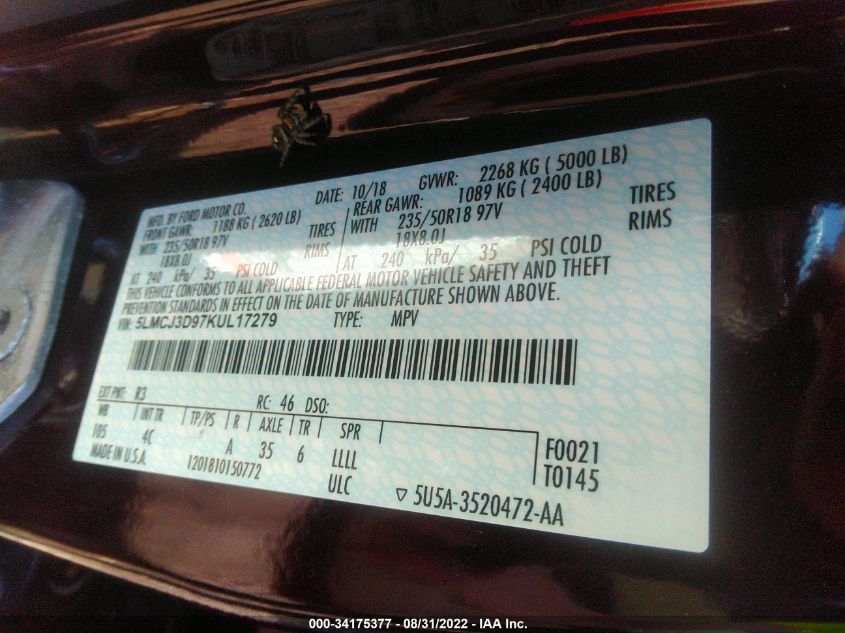 MFD. BY FORD MOTOR CO.
DATE: 10/18 GVWR: 2268 KG ( 5000 LB)
FRONT GAWR: 1188 KG ( 2620 LB) REAR GAWR: 1089 KG ( 2400 LB)
WITH 235/50R18 97V TIRES WITH 235/50R18 97V TIRES
18X8.0J RIMS 18X8.0J RIMS
AT 240 kPa/ 35 PSI COLD AT 240 kPa/ 35 PSI COLD
THIS VEHICLE CONFORMS TO ALL APPLICABLE FEDERAL MOTOR VEHICLE SAFETY AND THEFT
PREVENTION STANDARDS IN EFFECT ON THE DATE OF MANUFACTURE SHOWN ABOVE.
VIN: 5LMCJ3D97KUL17279 TYPE: MPV
EXT PNT: R3 RC: 46 DSO:
WB INT TR TP/PS R AXLE TR SPR
105 4C A 35 6 LLLL F0021
MADE IN U.S.A. 1201810150772 ULC T0145
5U5A-3520472-AA
000-34175377 - 08/31/2022 - IAA Inc.